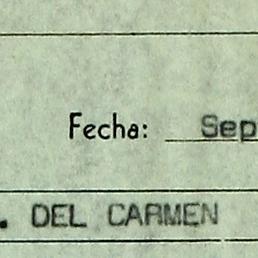 Fecha: Sep
. DEL CARMEN